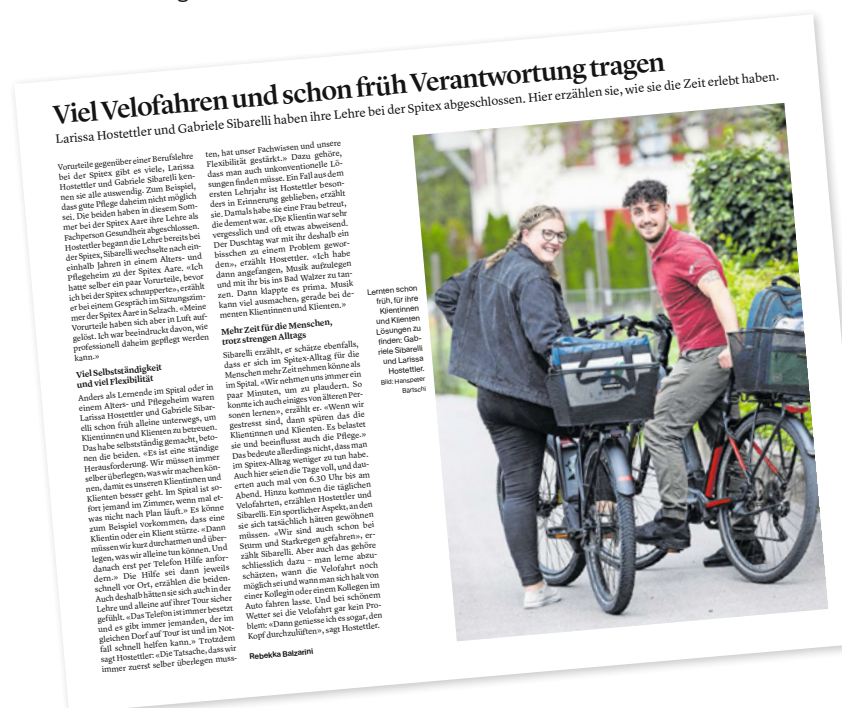 Viel Velofahren und schon früh Verantwortung tragen
Larissa Hostettler und Gabriele Sibarelli haben ihre Lehre bei der Spitex abgeschlossen. Hier erzählen sie, wie sie die Zeit erlebt haben.
Vorurteile gegenüber einer Berufslehre
bei der Spitex gibt es viele, Larissa
Hostettler und Gabriele Sibarelli ken-
nen sie alle auswendig. Zum Beispiel,
dass gute Pflege daheim nicht möglich
sei. Die beiden haben in diesem Som-
mer bei der Spitex Aare ihre Lehre als
Fachperson Gesundheit abgeschlossen.
Hostettler begann die Lehre bereits bei
der Spitex, Sibarelli wechselte nach ein-
einhalb Jahren in einem Alters- und
Pflegeheim zu der Spitex Aare. «Ich
hatte selber ein paar Vorurteile, bevor
ich bei der Spitex schnupperte», erzählt
er bei einem Gespräch im Sitzungszim-
mer der Spitex Aare in Selzach. «Meine
Vorurteile haben sich aber in Luft auf-
gelöst. Ich war beeindruckt davon, wie
professionell daheim gepflegt werden
kann.»
Viel Selbstständigkeit
und viel Flexibilität
Anders als Lernende im Spital oder in
einem Alters- und Pflegeheim waren
Larissa Hostettler und Gabriele Sibar-
elli schon früh alleine unterwegs, um
Klientinnen und Klienten zu betreuen.
Das habe selbstständig gemacht, beto-
nen die beiden. «Es ist eine ständige
Herausforderung. Wir müssen immer
selber überlegen, was wir machen kön-
nen, damit es unseren Klientinnen und
Klienten besser geht. Im Spital ist so-
fort jemand im Zimmer, wenn mal et-
was nicht nach Plan läuft.» Es könne
zum Beispiel vorkommen, dass eine
Klientin oder ein Klient stürze. «Dann
müssen wir kurz durchatmen und über-
legen, was wir alleine tun können. Und
danach erst per Telefon Hilfe anfor-
dern.» Die Hilfe sei dann jeweils
schnell vor Ort, erzählen die beiden.
Auch deshalb hätten sie sich auch in der
Lehre und alleine auf ihrer Tour sicher
gefühlt. «Das Telefon ist immer besetzt
und es gibt immer jemanden, der im
gleichen Dorf auf Tour ist und im Not-
fall schnell helfen kann.» Trotzdem
sagt Hostettler: «Die Tatsache, dass wir
immer zuerst selber überlegen muss-
ten, hat unser Fachwissen und unsere
Flexibilität gestärkt.» Dazu gehöre,
dass man auch unkonventionelle Lö-
sungen finden müsse. Ein Fall aus dem
ersten Lehrjahr ist Hostettler beson-
ders in Erinnerung geblieben, erzählt
sie. Damals habe sie eine Frau betreut,
die dement war. «Die Klientin war sehr
vergesslich und oft etwas abweisend.
Der Duschtag war mit ihr deshalb ein
bisschen zu einem Problem gewor-
den», erzählt Hostettler. «Ich habe
dann angefangen, Musik aufzulegen
und mit ihr bis ins Bad Walzer zu tan-
zen. Dann klappte es prima. Musik
kann viel ausmachen, gerade bei de-
menten Klientinnen und Klienten.»
Mehr Zeit für die Menschen,
trotz strengen Alltags
Sibarelli erzählt, er schätze ebenfalls,
dass er sich im Spitex-Alltag für die
Menschen mehr Zeit nehmen könne als
im Spital. «Wir nehmen uns immer ein
paar Minuten, um zu plaudern. So
konnte ich auch einiges von älteren Per-
sonen lernen», erzählt er. «Wenn wir
gestresst sind, dann spüren das die
Klientinnen und Klienten. Es belastet
sie und beeinflusst auch die Pflege.»
Das bedeute allerdings nicht, dass man
im Spitex-Alltag weniger zu tun habe.
Auch hier seien die Tage voll, und dau-
erten auch mal von 6.30 Uhr bis am
Abend. Hinzu kommen die täglichen
Velofahrten, erzählen Hostettler und
Sibarelli. Ein sportlicher Aspekt, an den
sie sich tatsächlich hätten gewöhnen
müssen. «Wir sind auch schon bei
Sturm und Starkregen gefahren», er-
zählt Sibarelli. Aber auch das gehöre
schliesslich dazu – man lerne abzu-
schätzen, wann die Velofahrt noch
möglich sei und wann man sich halt von
einer Kollegin oder einem Kollegen im
Auto fahren lasse. Und bei schönem
Wetter sei die Velofahrt gar kein Pro-
blem: «Dann geniesse ich es sogar, den
Kopf durchzulüften», sagt Hostettler.
Rebekka Balzarini
Lernten schon
früh, für ihre
Klientinnen
und Klienten
Lösungen zu
finden: Gab-
riele Sibarelli
und Larissa
Hostettler.
Bild: Hanspeter
Bärtschi